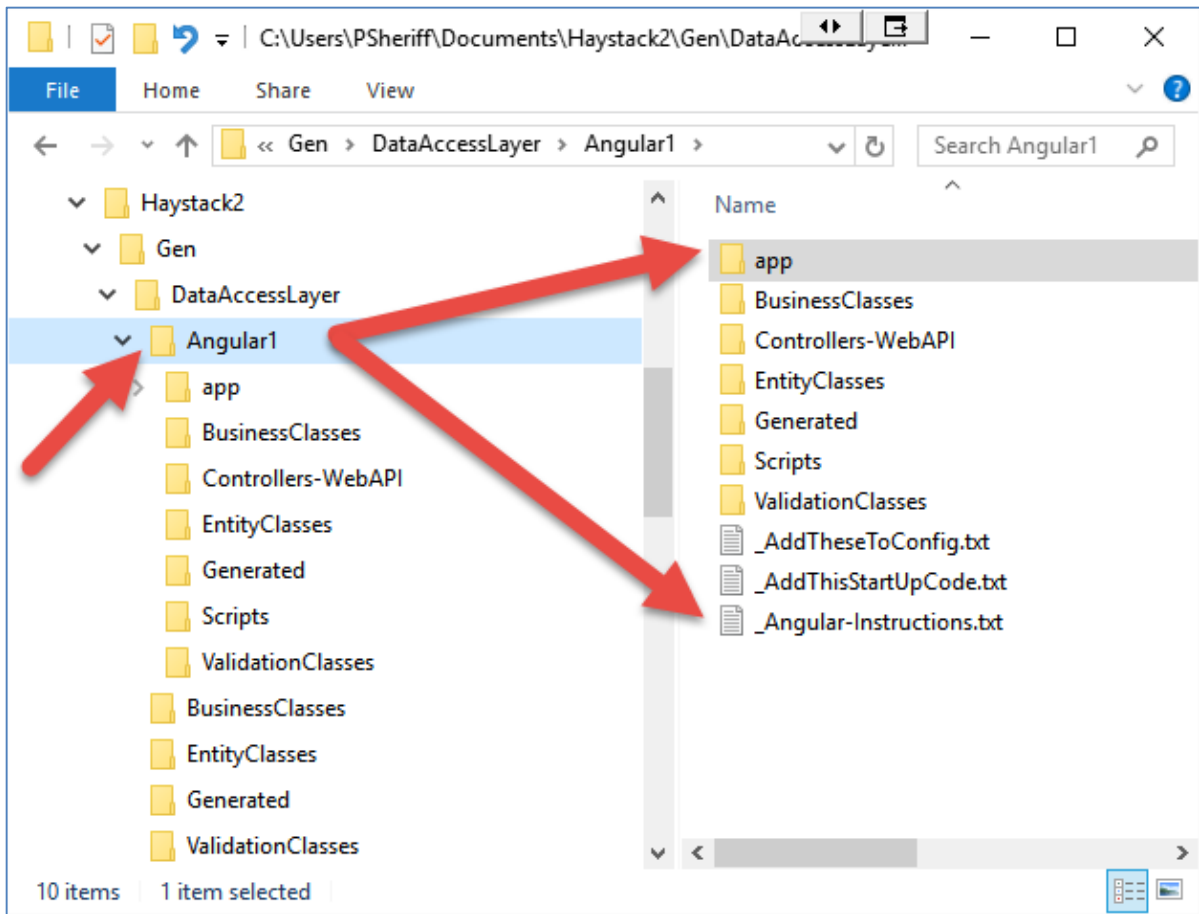 C:\Users\PSheriff\Documents\Haystack2\Gen\DataAccessLaye...
File Home Share View
« Gen > DataAccessLayer > Angular1 > Search Angular1
Haystack2
Gen
DataAccessLayer
Angular1
app
BusinessClasses
Controllers-WebAPI
EntityClasses
Generated
Scripts
ValidationClasses
BusinessClasses
EntityClasses
Generated
ValidationClasses
Name
app
BusinessClasses
Controllers-WebAPI
EntityClasses
Generated
Scripts
ValidationClasses
_AddTheseToConfig.txt
_AddThisStartUpCode.txt
_Angular-Instructions.txt
10 items 1 item selected